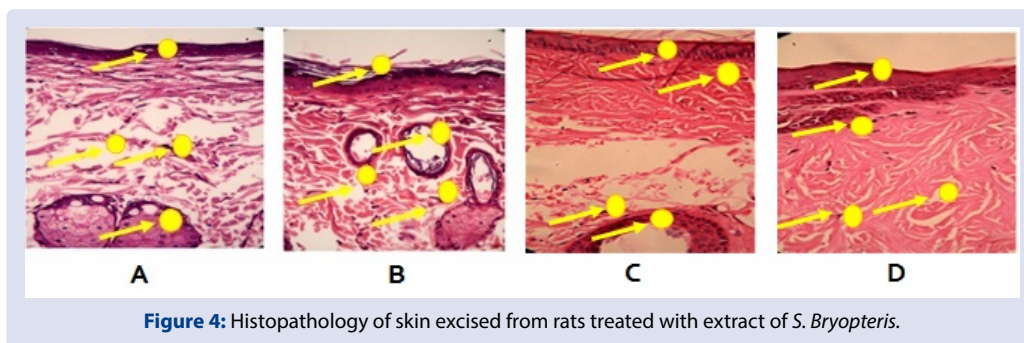 A B C D
Figure 4: Histopathology of skin excised from rats treated with extract of S. Bryopteris.